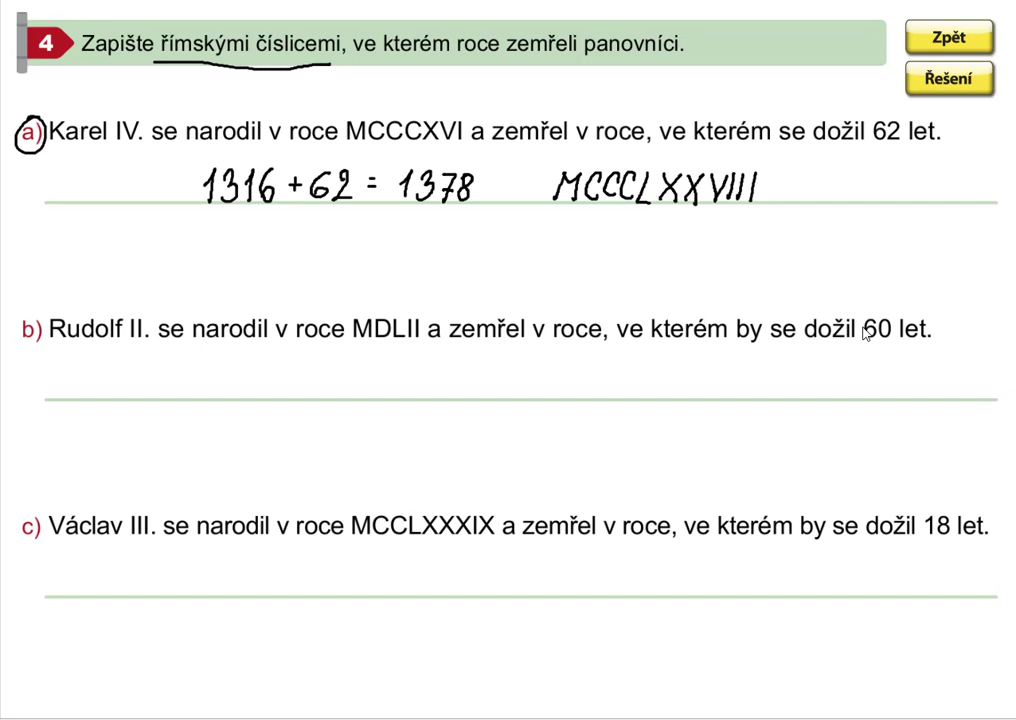 4 Zapište římskými číslicemi, ve kterém roce zemřeli panovníci.
Zpět
Řešení
a) Karel IV. se narodil v roce MCCCXVI a zemřel v roce, ve kterém se dožil 62 let.
1316 + 62 = 1378 MCCCLXXVIII
b) Rudolf II. se narodil v roce MDLII a zemřel v roce, ve kterém by se dožil 60 let.
c) Václav III. se narodil v roce MCCLXXXIX a zemřel v roce, ve kterém by se dožil 18 let.